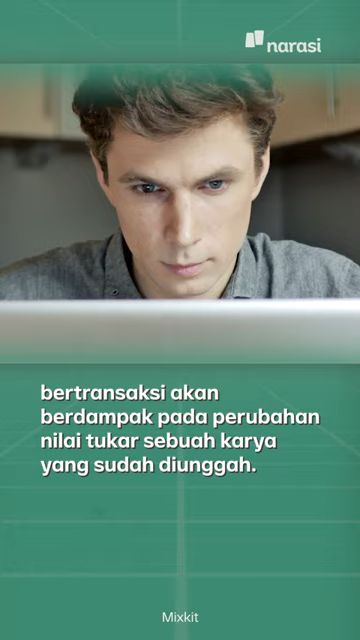 narasi
bertransaksi akan
berdampak pada perubahan
nilai tukar sebuah karya
yang sudah diunggah.
Mixkit